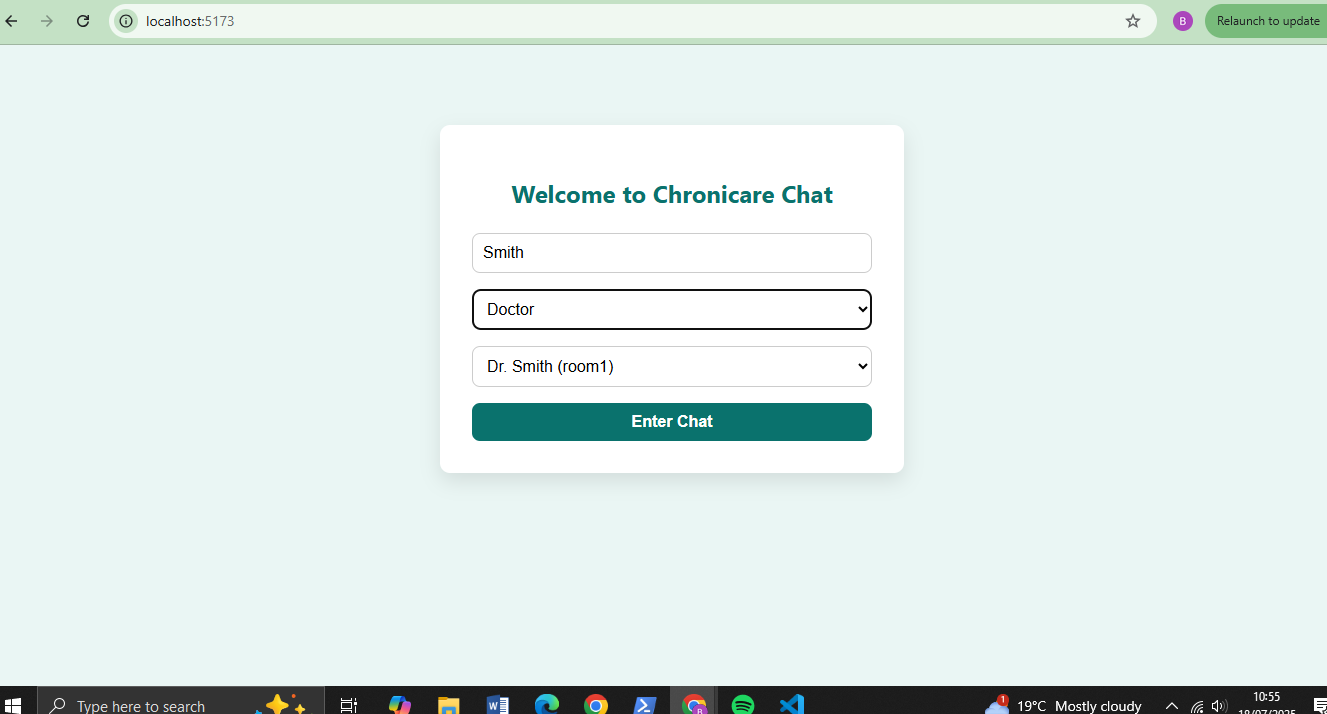 localhost:5173
B
Relaunch to update
Welcome to Chronicare Chat
Smith
Doctor
Dr. Smith (room1)
Enter Chat
Type here to search
W
B
1
19°C Mostly cloudy
10:55
18/07/2025